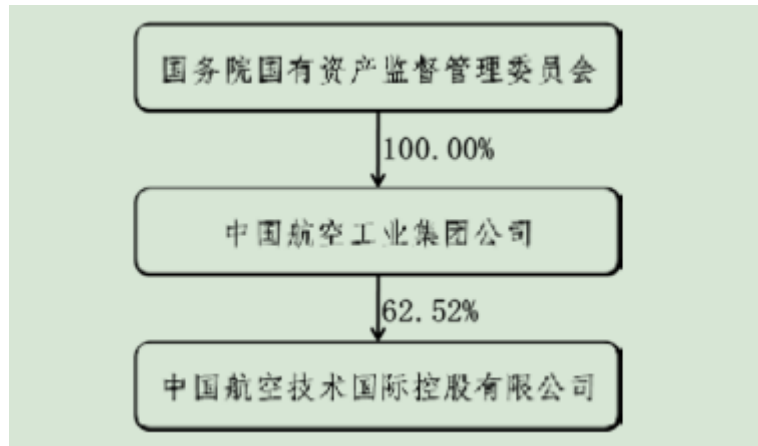 国务院国有资产监督管理委员会
100.00%
中国航空工业集团公司
62.52%
中国航空技术国际控股有限公司